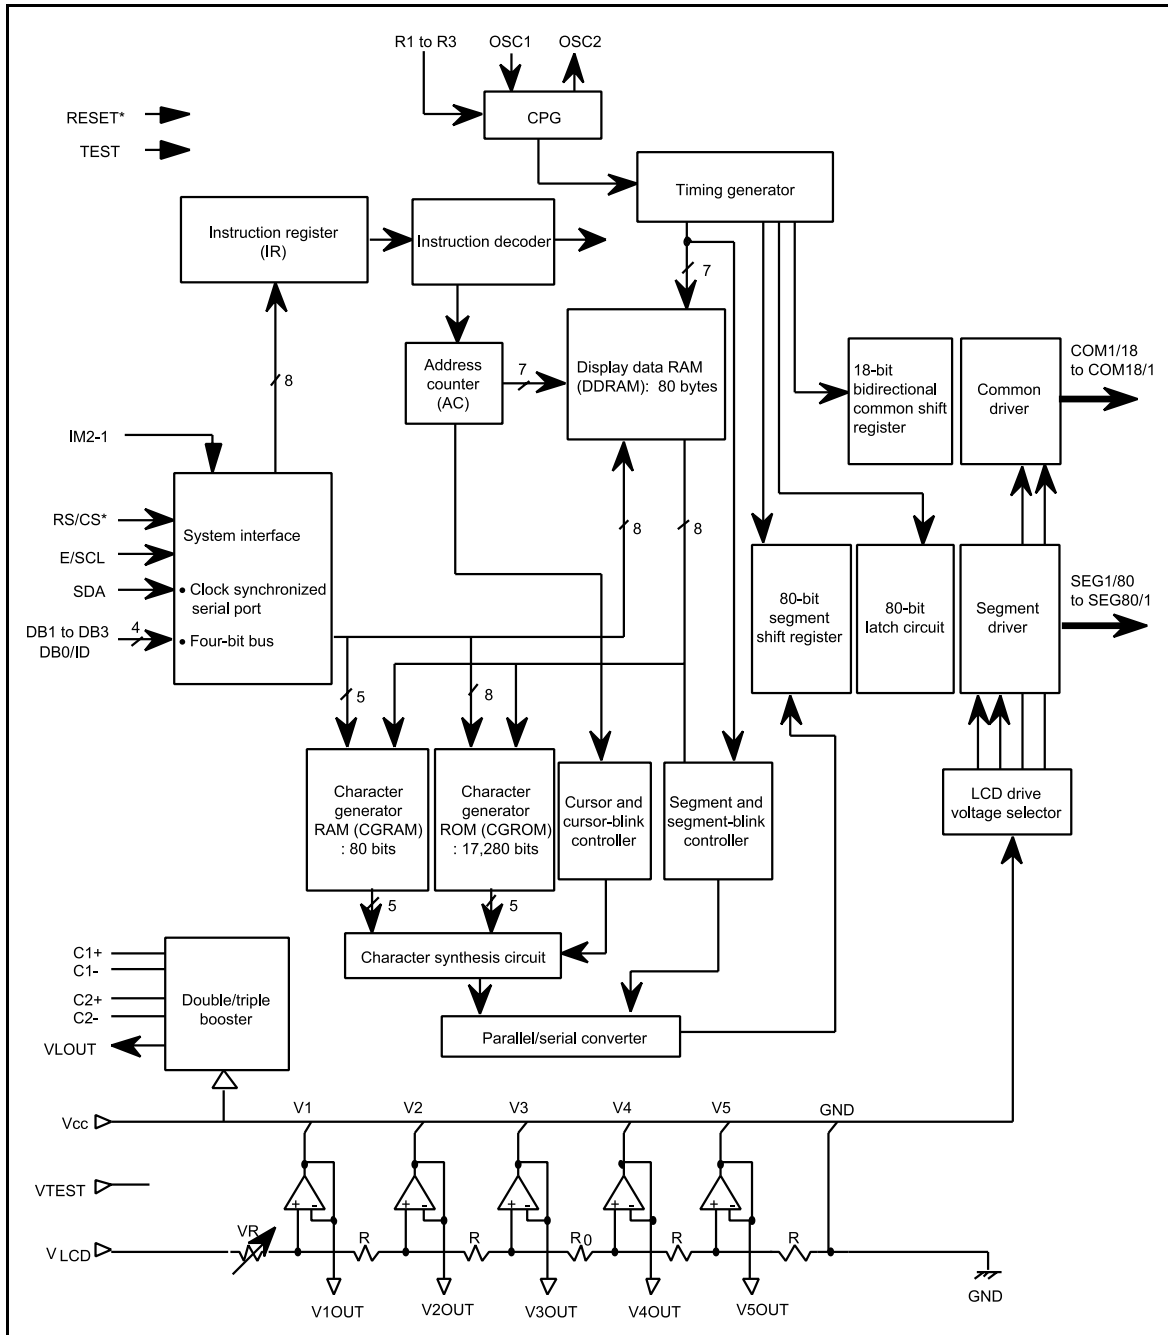 R1 to R3
OSC1
OSC2
RESET*
CPG
TEST
Timing generator
Instruction register
(IR)
Instruction decoder
7
8
Address
counter
(AC)
7
Display data RAM
(DDRAM): 80 bytes
18-bit
bidirectional
common shift
register
Common
driver
COM1/18
to COM18/1
IM2-1
RS/CS*
E/SCL
SDA
DB1 to DB3
DB0/ID
4
System interface
• Clock synchronized
serial port
• Four-bit bus
8
8
80-bit
segment
shift register
80-bit
latch circuit
Segment
driver
SEG1/80
to SEG80/1
5
8
Character
generator
RAM (CGRAM)
: 80 bits
Character
generator
ROM (CGROM)
: 17,280 bits
Cursor and
cursor-blink
controller
Segment and
segment-blink
controller
LCD drive
voltage selector
5
5
Character synthesis circuit
Parallel/serial converter
C1+
C1-
C2+
C2-
VLOUT
Double/triple
booster
Vcc
V1
V2
V3
V4
V5
GND
VTEST
+ -
+ -
+ -
+ -
+ -
VLCD
VR
R
R
R0
R
R
GND
V1OUT
V2OUT
V3OUT
V4OUT
V5OUT